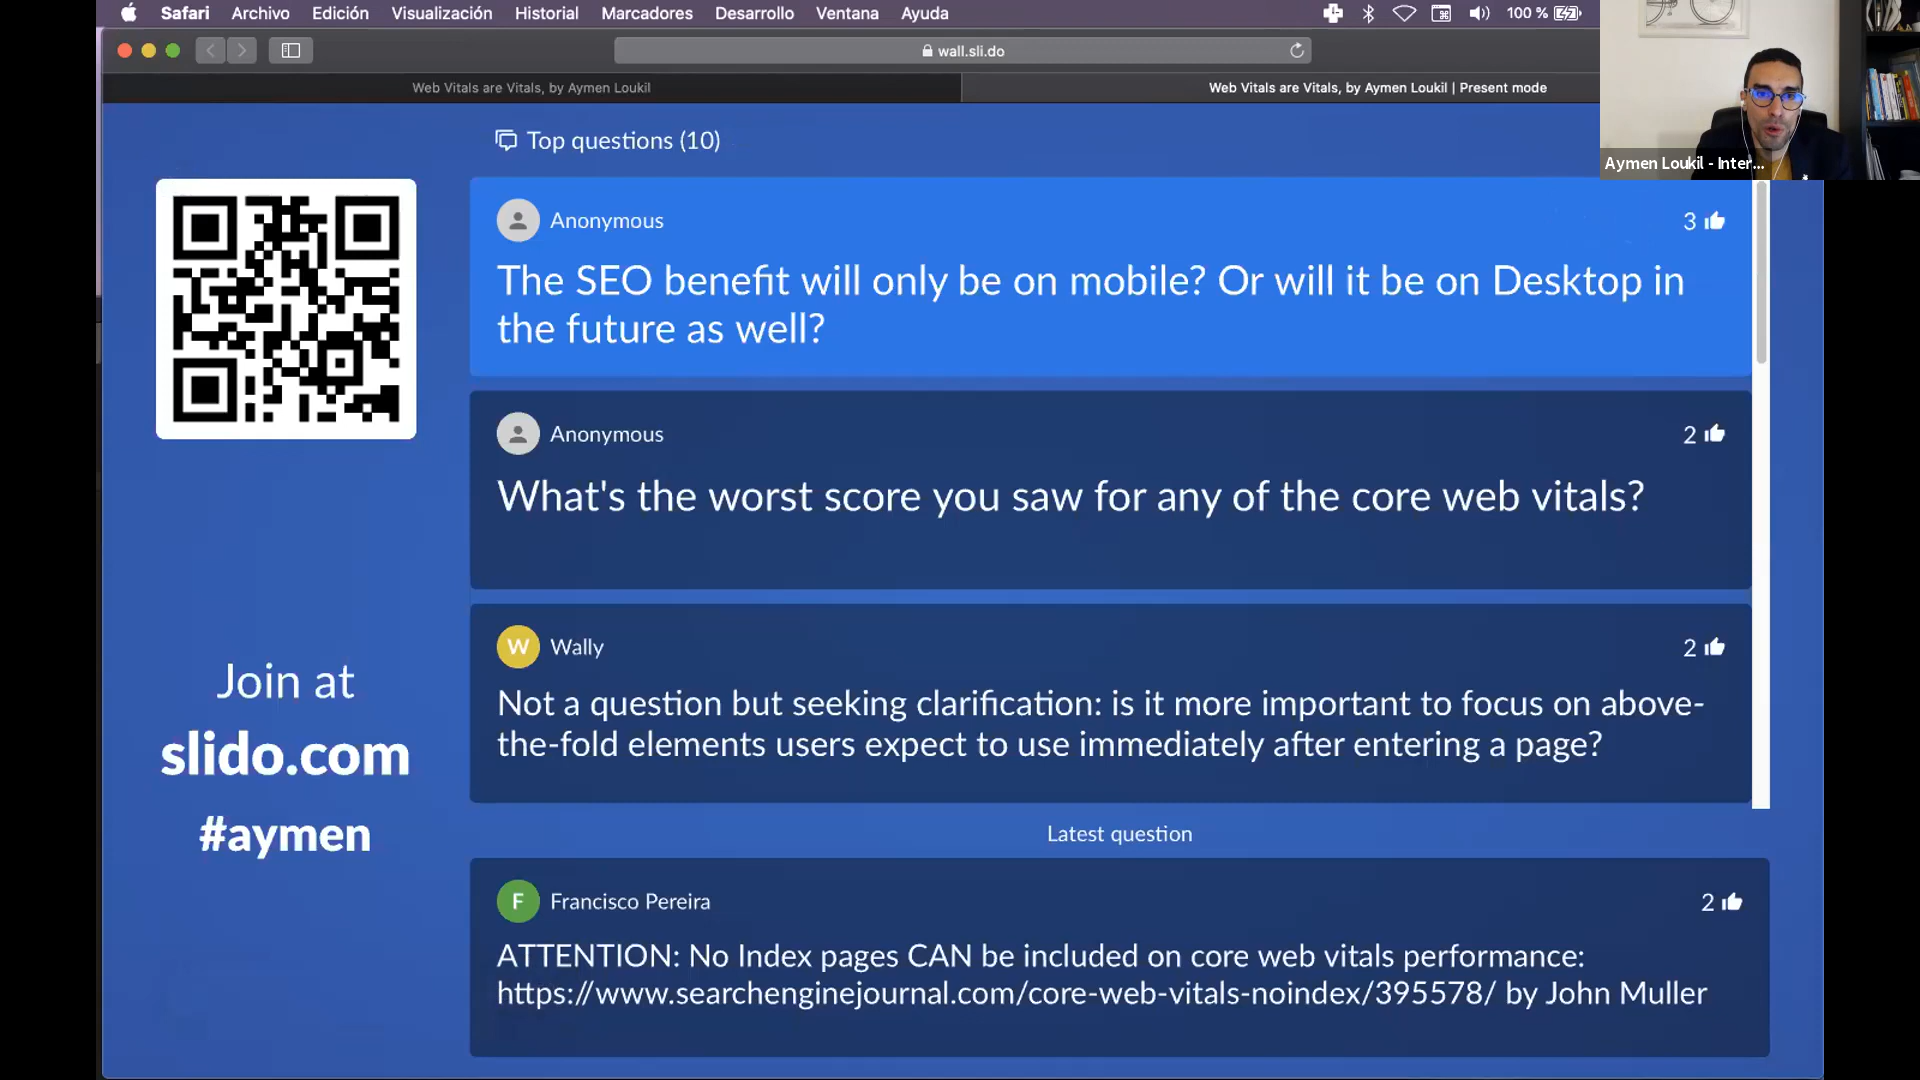 Safari Archivo Edición Visualización Historial Marcadores Desarrollo Ventana Ayuda 100 %
wall.sli.do
Web Vitals are Vitals, by Aymen Loukil
Web Vitals are Vitals, by Aymen Loukil | Present mode
Aymen Loukil - Inter...
Top questions (10)
Anonymous 3
The SEO benefit will only be on mobile? Or will it be on Desktop in
the future as well?
Anonymous 2
What's the worst score you saw for any of the core web vitals?
W Wally 2
Not a question but seeking clarification: is it more important to focus on above-
the-fold elements users expect to use immediately after entering a page?
Join at
slido.com
#aymen
Latest question
F Francisco Pereira 2
ATTENTION: No Index pages CAN be included on core web vitals performance:
https://www.searchenginejournal.com/core-web-vitals-noindex/395578/ by John Muller